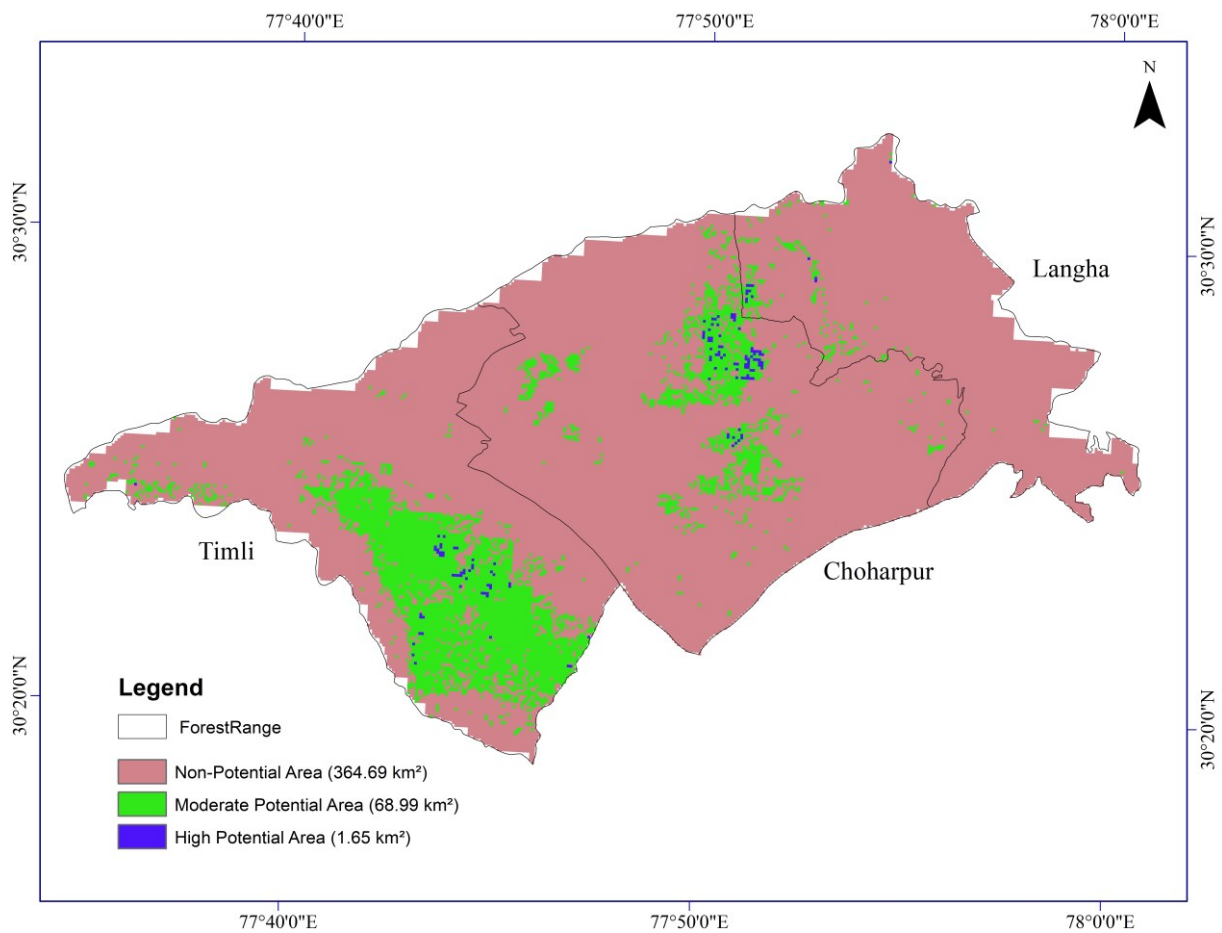 77°40'0"E
77°50'0"E
78°0'0"E
N
30°30'0"N
30°30'0"N
Langha
Timli
Choharpur
30°20'0"N
30°20'0"N
Legend
ForestRange
Non-Potential Area (364.69 km²)
Moderate Potential Area (68.99 km²)
High Potential Area (1.65 km²)
77°40'0"E
77°50'0"E
78°0'0"E